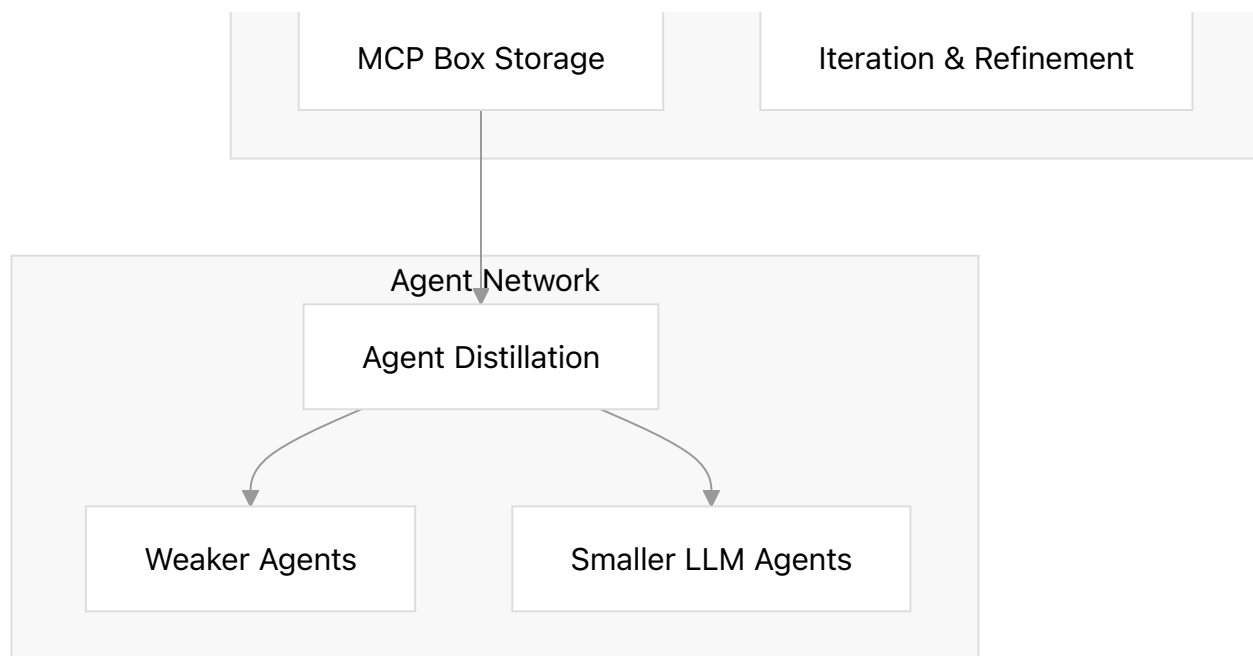 MCP Box Storage
Iteration & Refinement
Agent Network
Agent Distillation
Weaker Agents
Smaller LLM Agents